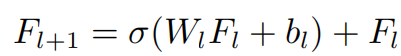 F_{l+1} = σ(W_l F_l + b_l) + F_l